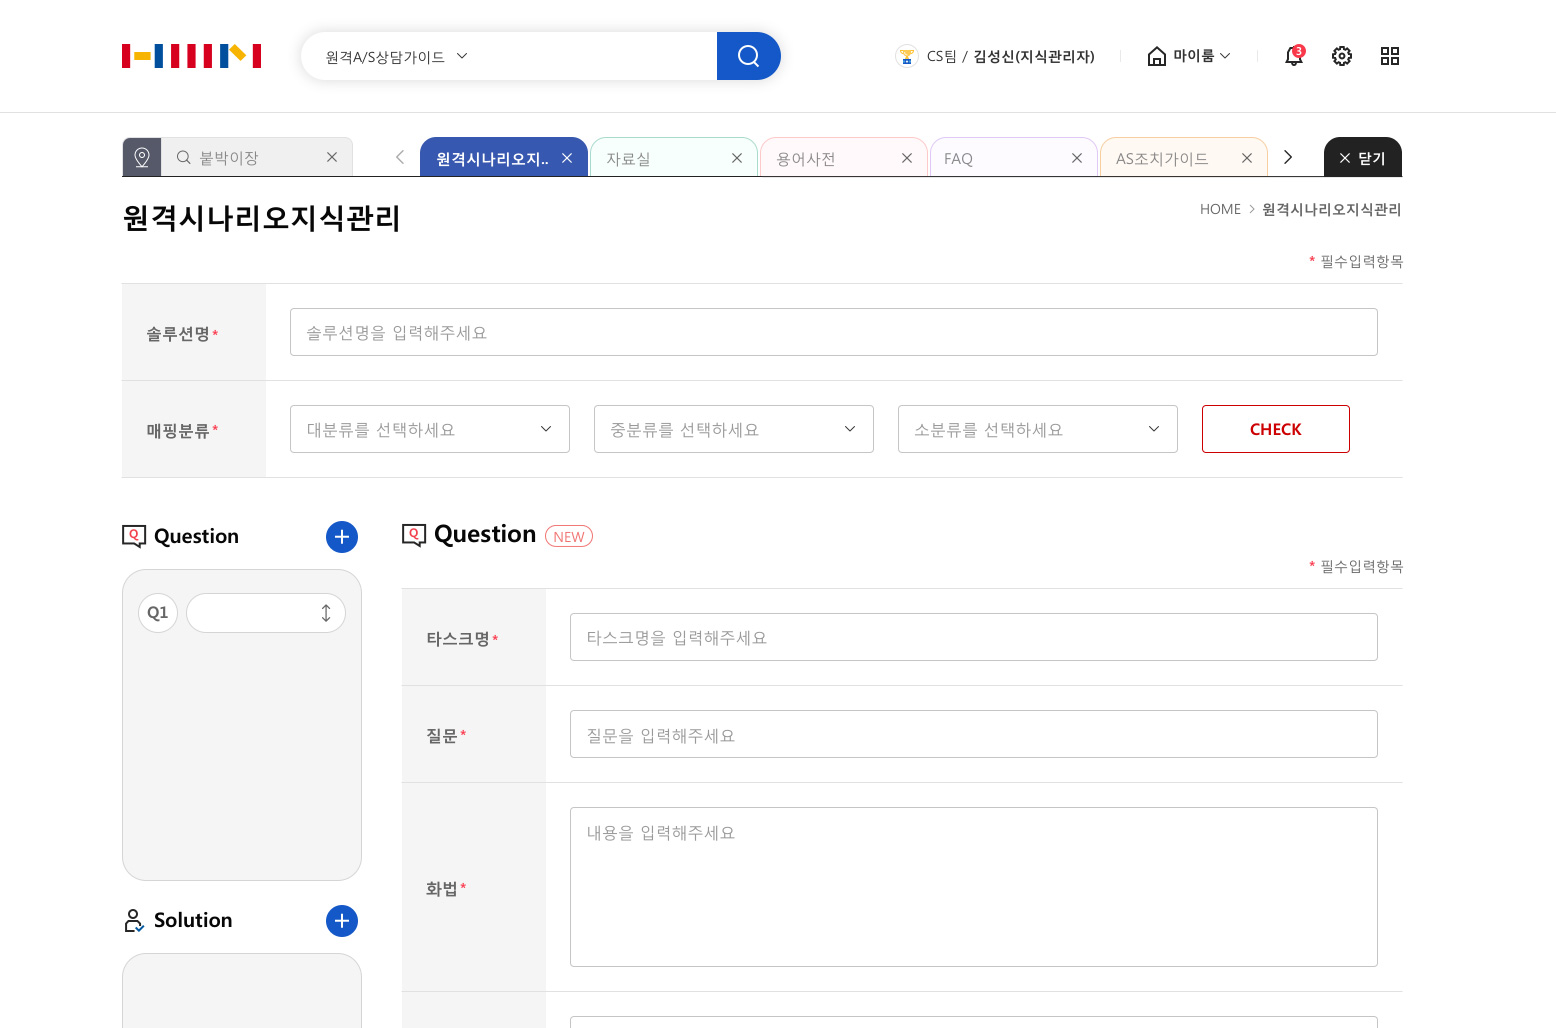 원격A/S상담가이드
CS팀 / 김성신(지식관리자)
마이룸
3
붙박이장
원격시나리오지..
자료실
용어사전
FAQ
AS조치가이드
닫기
원격시나리오지식관리
HOME > 원격시나리오지식관리
* 필수입력항목
솔루션명*
솔루션명을 입력해주세요
매핑분류*
대분류를 선택하세요
중분류를 선택하세요
소분류를 선택하세요
CHECK
Q Question
Q Question NEW
* 필수입력항목
Q1
타스크명*
타스크명을 입력해주세요
질문*
질문을 입력해주세요
화법*
내용을 입력해주세요
Solution